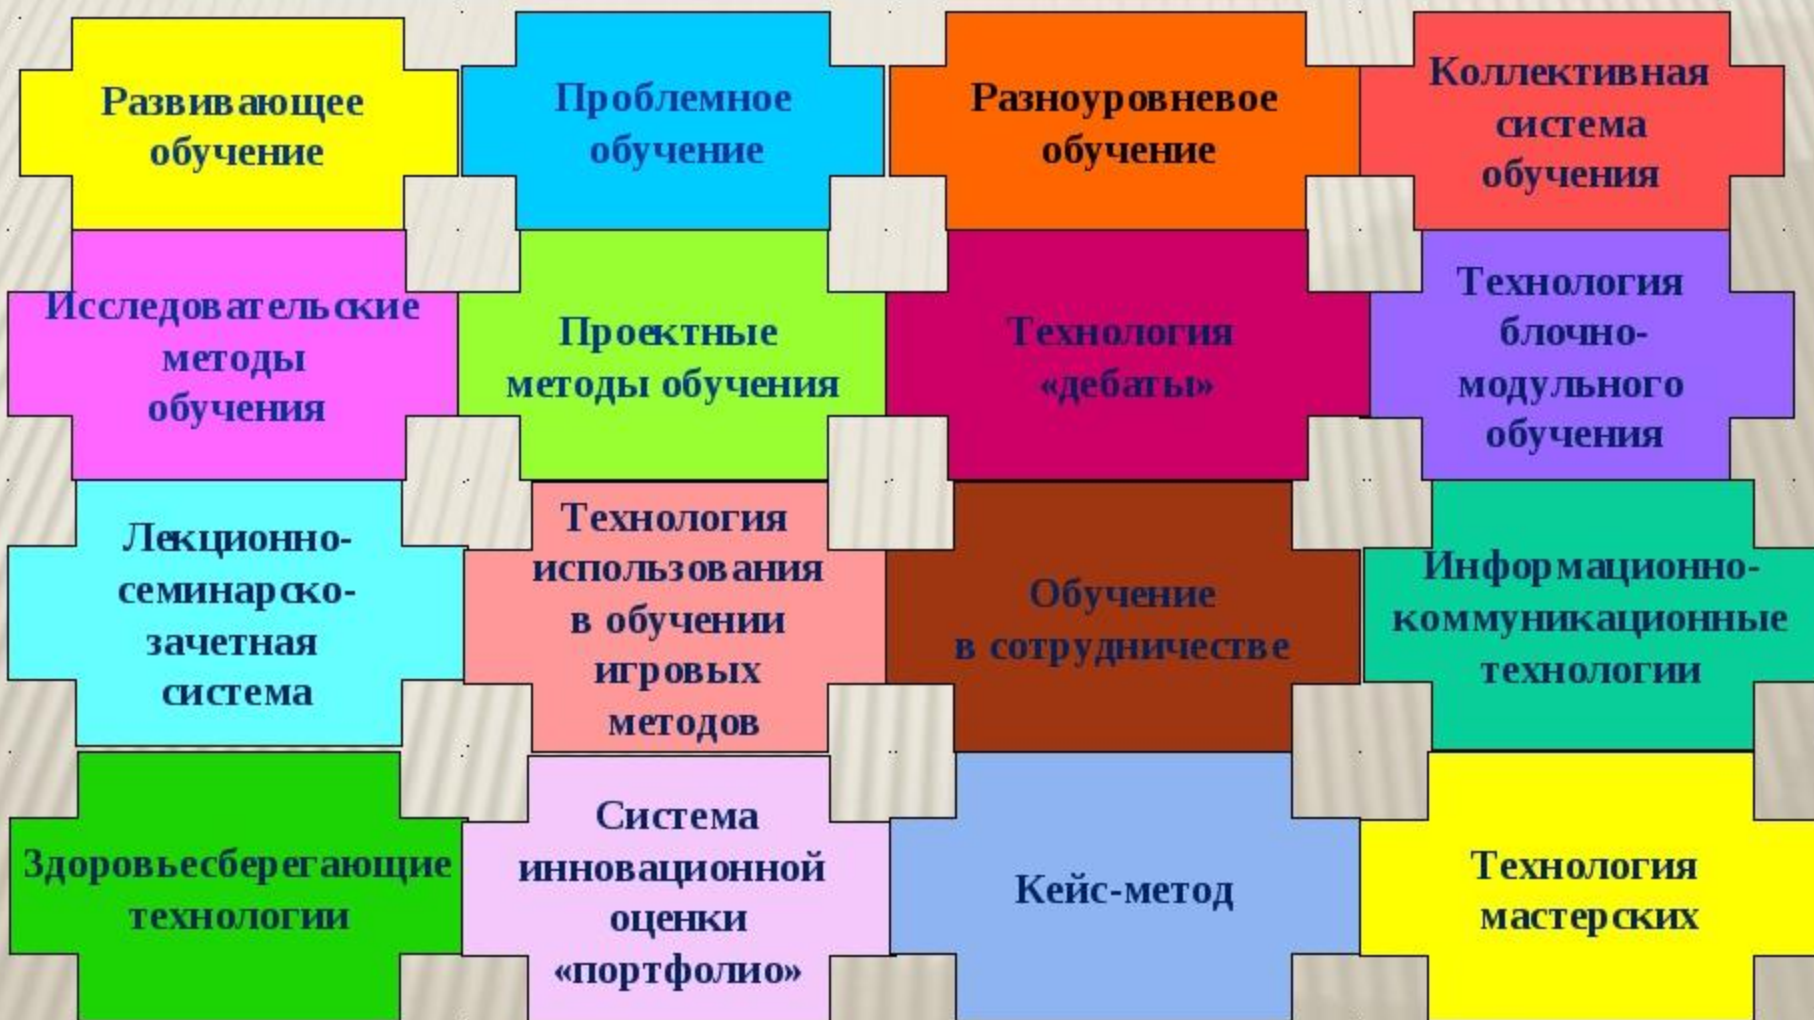 Развивающее
обучение
Проблемное
обучение
Разноуровневое
обучение
Коллективная
система
обучения
Исследовательские
методы
обучения
Проектные
методы обучения
Технология
«дебаты»
Технология
блочно-
модульного
обучения
Лекционно-
семинарско-
зачетная
система
Технология
использования
в обучении
игровых
методов
Обучение
в сотрудничестве
Информационно-
коммуникационные
технологии
Здоровьесберегающие
технологии
Система
инновационной
оценки
«портфолио»
Кейс-метод
Технология
мастерских